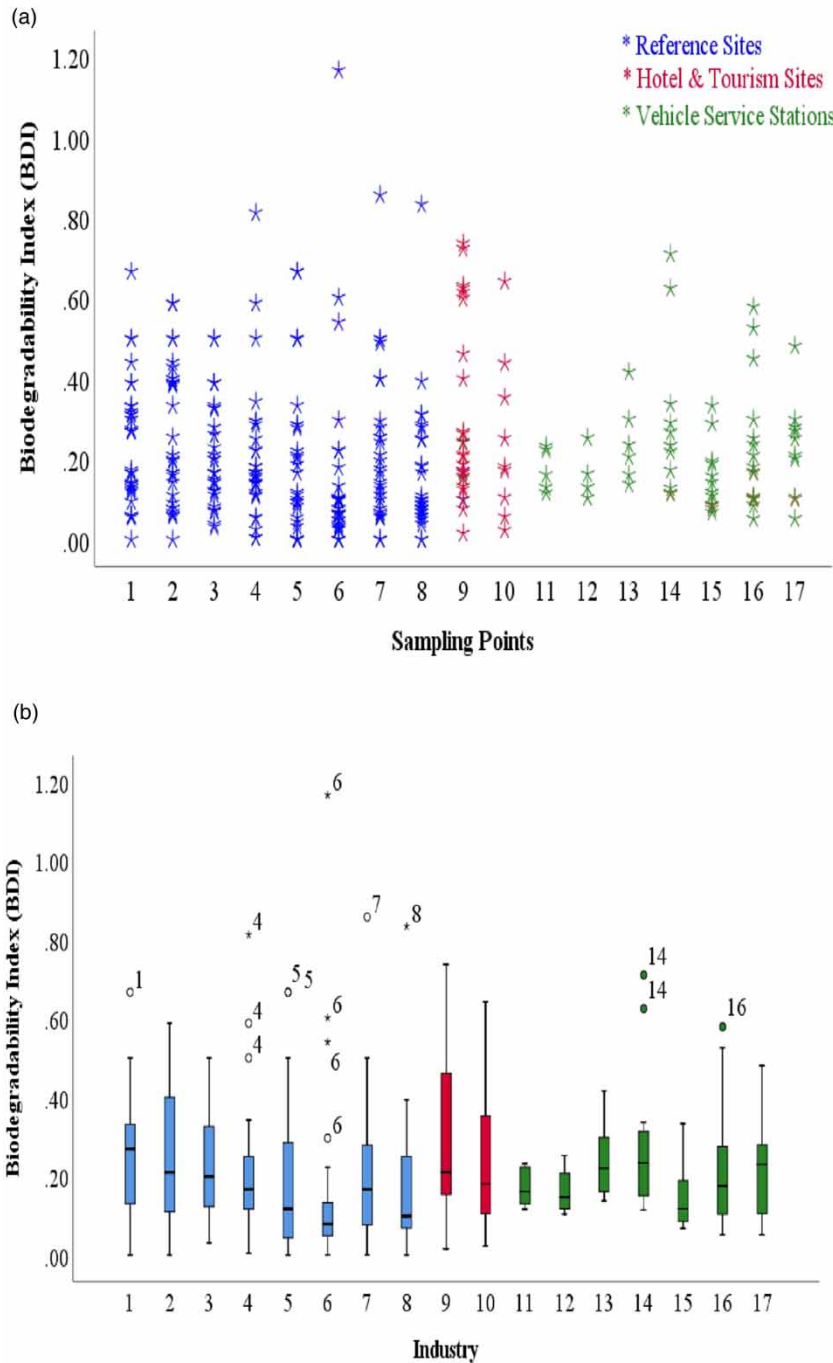 (a)
* Reference Sites
* Hotel & Tourism Sites
* Vehicle Service Stations
Biodegradability Index (BDI)
1.20
1.00
.80
.60
.40
.20
.00
1 2 3 4 5 6 7 8 9 10 11 12 13 14 15 16 17
Sampling Points
(b)
Biodegradability Index (BDI)
1.20
1.00
.80
.60
.40
.20
.00
6
7
4
8
14
1
5 5
14
6
4
16
4
6
6
1 2 3 4 5 6 7 8 9 10 11 12 13 14 15 16 17
Industry